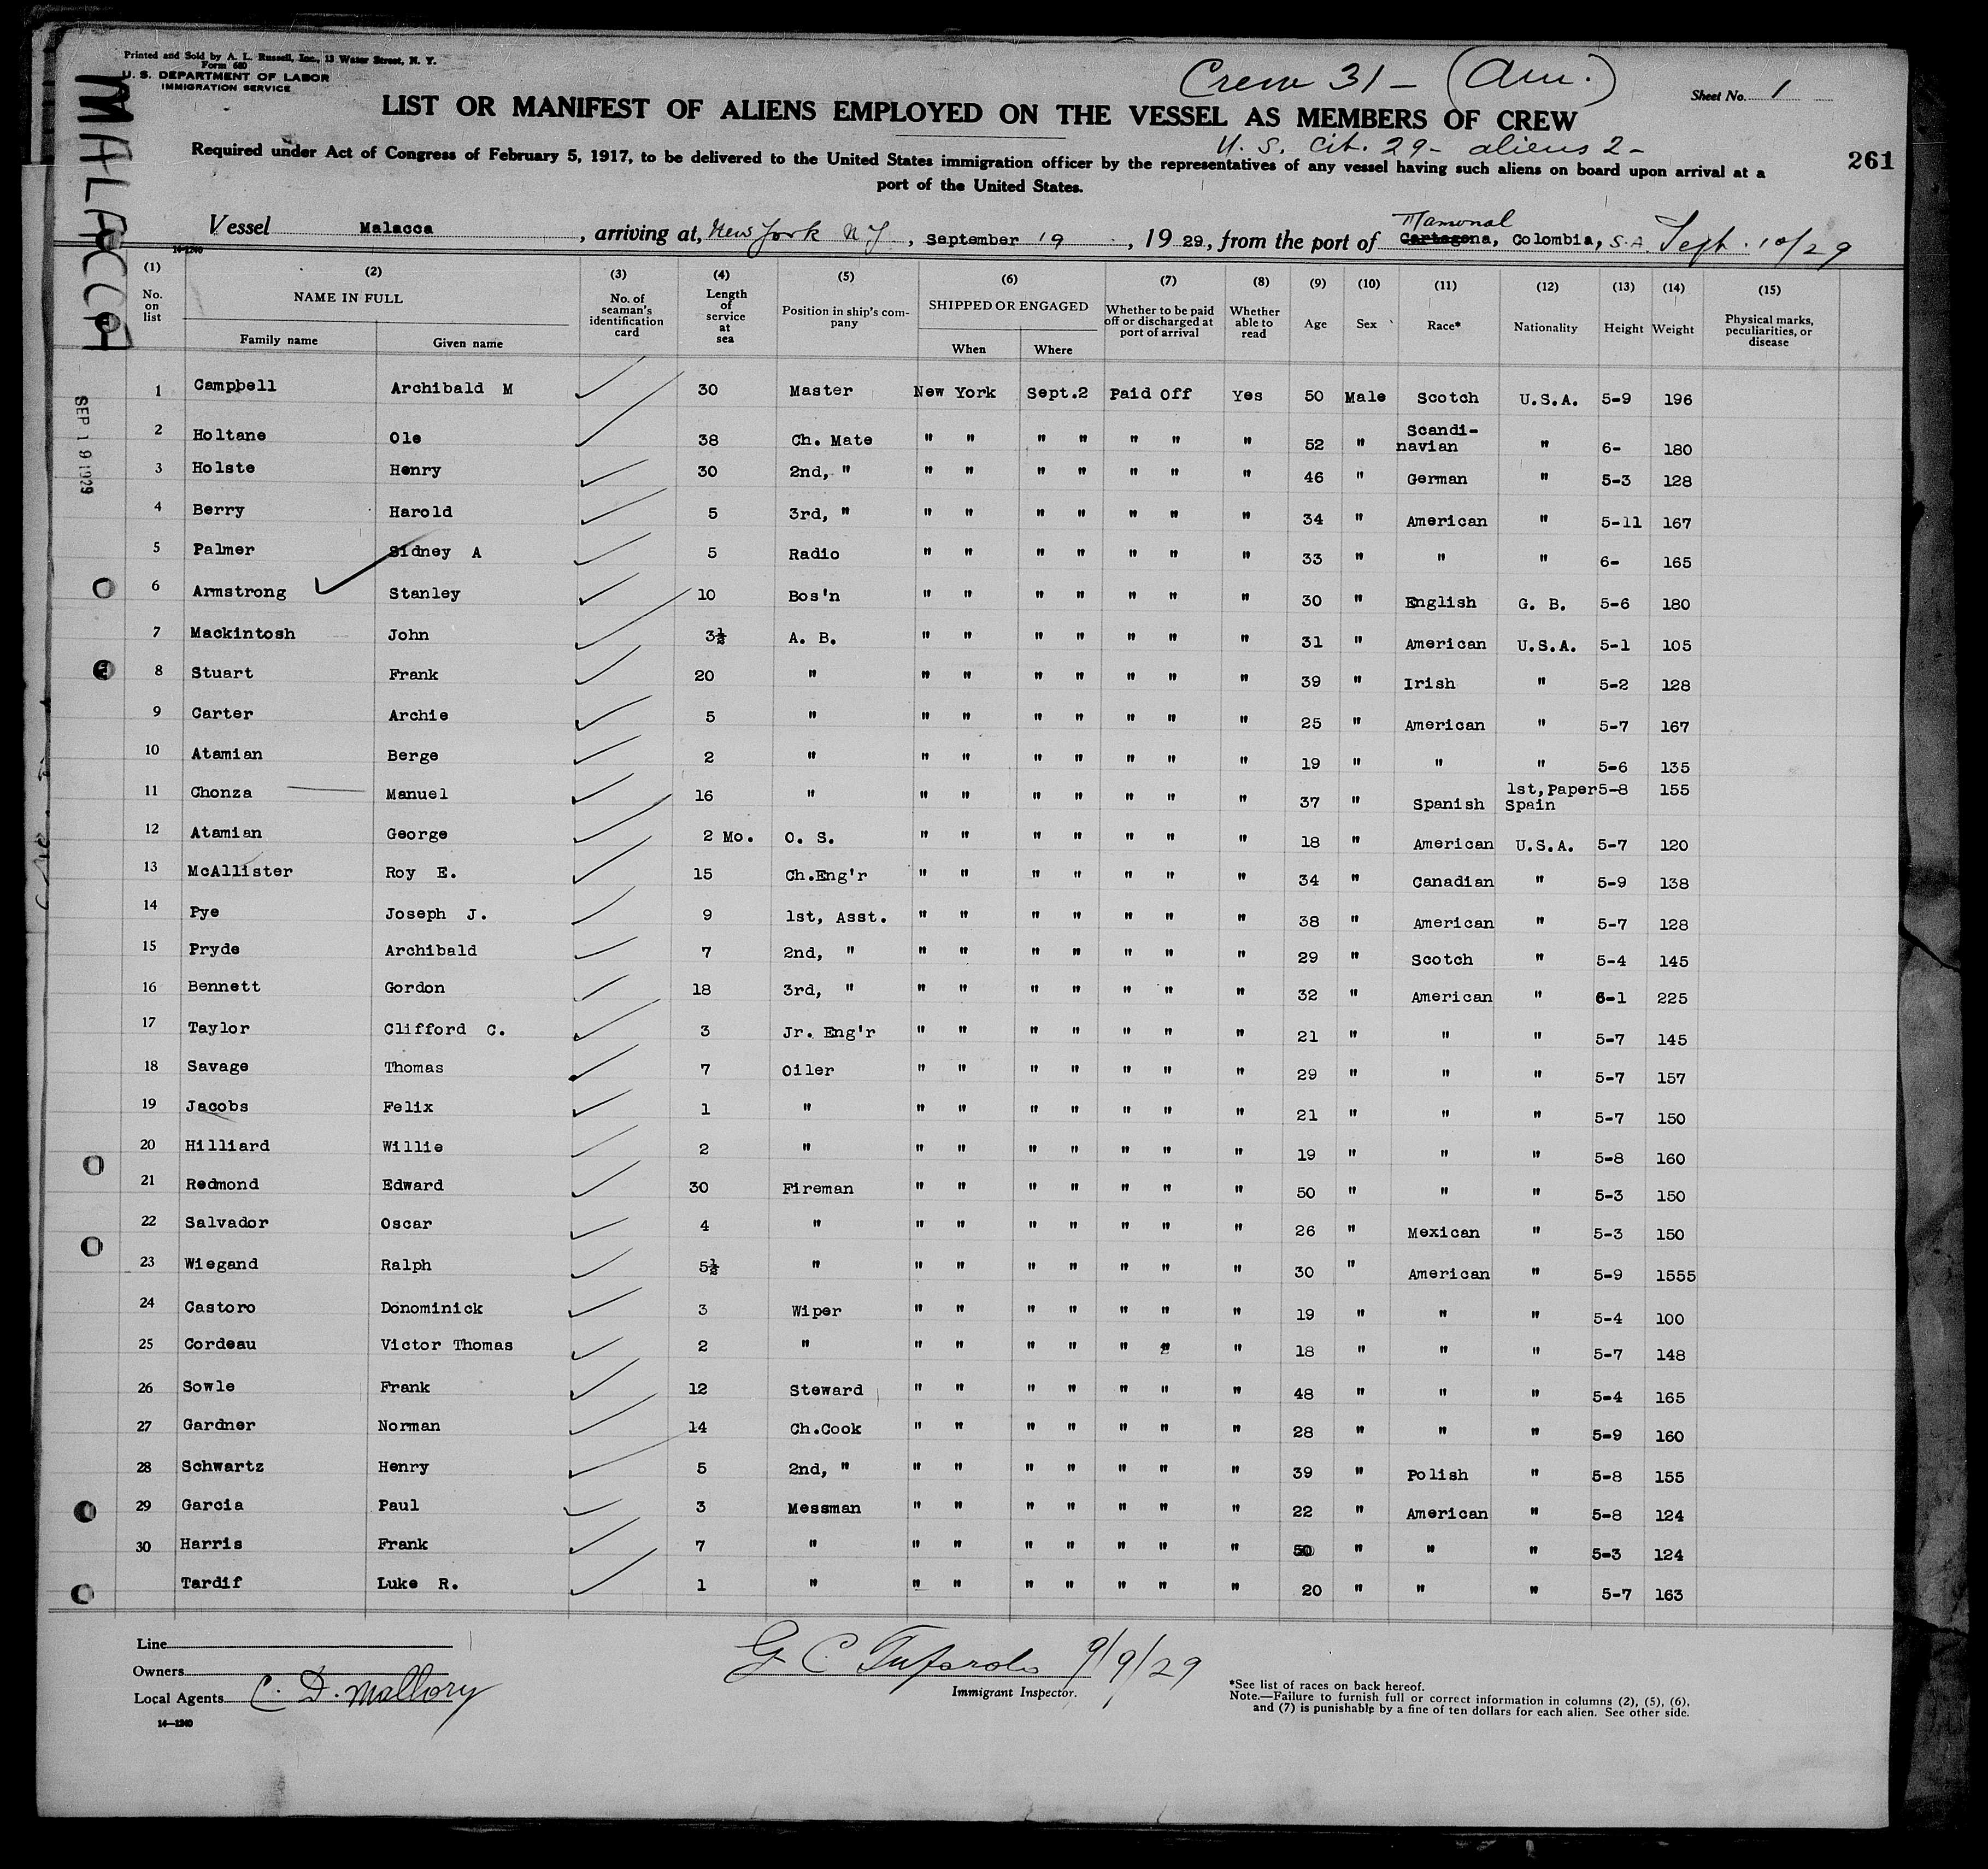 Printed and Sold by A. L. Russell, Inc., 13 Water Street, N. Y.
Form 680
U. S. DEPARTMENT OF LABOR
IMMIGRATION SERVICE
Crew 31 – (Am.)
Sheet No. 1
LIST OR MANIFEST OF ALIENS EMPLOYED ON THE VESSEL AS MEMBERS OF CREW
U. S. Cit. 29 – aliens 2 –
Required under Act of Congress of February 5, 1917, to be delivered to the United States immigration officer by the representatives of any vessel having such aliens on board upon arrival at a
port of the United States.
261
MALACCA
SEP 19 1929
Mamonal
Vessel Malacca, arriving at, New York N Y, September 19, 1929, from the port of Cartagena, Colombia, S.A. Sept. 10/29
14-1240
(1) (2) (3) (4) (5) (6) (7) (8) (9) (10) (11) (12) (13) (14) (15)
No. on list NAME IN FULL No. of seaman's identification card Length of service at sea Position in ship's company SHIPPED OR ENGAGED Whether to be paid off or discharged at port of arrival Whether able to read Age Sex Race* Nationality Height Weight Physical marks, peculiarities, or disease
Family name Given name When Where
1 Campbell Archibald M 30 Master New York Sept.2 Paid Off Yes 50 Male Scotch U.S.A. 5-9 196
2 Holtane Ole 38 Ch. Mate " " " " " " " 52 " Scandi-navian " 6- 180
3 Holste Henry 30 2nd, " " " " " " " " 46 " German " 5-3 128
4 Berry Harold 5 3rd, " " " " " " " " 34 " American " 5-11 167
5 Palmer Sidney A 5 Radio " " " " " " " 33 " " " 6- 165
6 Armstrong Stanley 10 Bos'n " " " " " " " 30 " English G. B. 5-6 180
7 Mackintosh John 3½ A. B. " " " " " " " 31 " American U.S.A. 5-1 105
8 Stuart Frank 20 " " " " " " " " 39 " Irish " 5-2 128
9 Carter Archie 5 " " " " " " " " 25 " American " 5-7 167
10 Atamian Berge 2 " " " " " " " " 19 " " " 5-6 135
11 Chonza Manuel 16 " " " " " " " " 37 " Spanish 1st, Paper Spain 5-8 155
12 Atamian George 2 Mo. O. S. " " " " " " " 18 " American U.S.A. 5-7 120
13 McAllister Roy E. 15 Ch.Eng'r " " " " " " " 34 " Canadian " 5-9 138
14 Pye Joseph J. 9 1st, Asst. " " " " " " " 38 " American " 5-7 128
15 Pryde Archibald 7 2nd, " " " " " " " " 29 " Scotch " 5-4 145
16 Bennett Gordon 18 3rd, " " " " " " " " 32 " American " 6-1 225
17 Taylor Clifford C. 3 Jr. Eng'r " " " " " " " 21 " " " 5-7 145
18 Savage Thomas 7 Oiler " " " " " " " 29 " " " 5-7 157
19 Jacobs Felix 1 " " " " " " " " 21 " " " 5-7 150
20 Hilliard Willie 2 " " " " " " " " 19 " " " 5-8 160
21 Redmond Edward 30 Fireman " " " " " " " 50 " " " 5-3 150
22 Salvador Oscar 4 " " " " " " " " 26 " Mexican " 5-3 150
23 Wiegand Ralph 5½ " " " " " " " " 30 " American " 5-9 1555
24 Castoro Donominick 3 Wiper " " " " " " " 19 " " " 5-4 100
25 Cordeau Victor Thomas 2 " " " " " " " " 18 " " " 5-7 148
26 Sowle Frank 12 Steward " " " " " " " 48 " " " 5-4 165
27 Gardner Norman 14 Ch.Cook " " " " " " " 28 " " " 5-9 160
28 Schwartz Henry 5 2nd, " " " " " " " " 39 " Polish " 5-8 155
29 Garcia Paul 3 Messman " " " " " " " 22 " American " 5-8 124
30 Harris Frank 7 " " " " " " " " 50 " " " 5-3 124
Tardif Luke R. 1 " " " " " " " " 20 " " " 5-7 163
Line
Owners
Local Agents C. D. Mallory
14—1240
G C 9/9/29
Immigrant Inspector.
*See list of races on back hereof.
Note.—Failure to furnish full or correct information in columns (2), (5), (6),
and (7) is punishable by a fine of ten dollars for each alien. See other side.